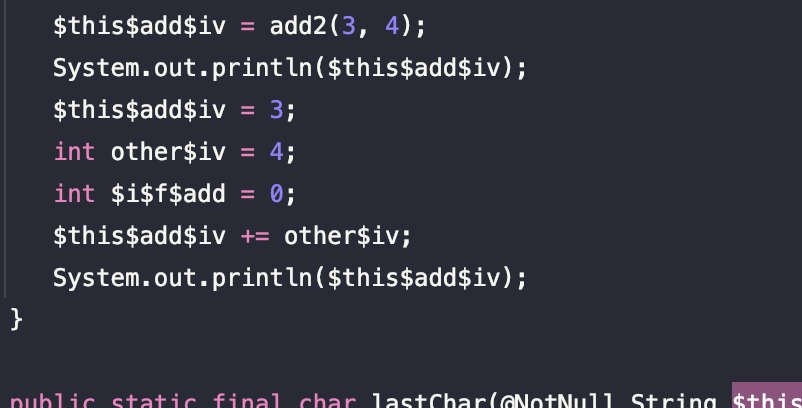 $this$add$iv = add2(3, 4);
System.out.println($this$add$iv);
$this$add$iv = 3;
int other$iv = 4;
int $i$f$add = 0;
$this$add$iv += other$iv;
System.out.println($this$add$iv);
}
public static final char lastChar(@NotNull String $this